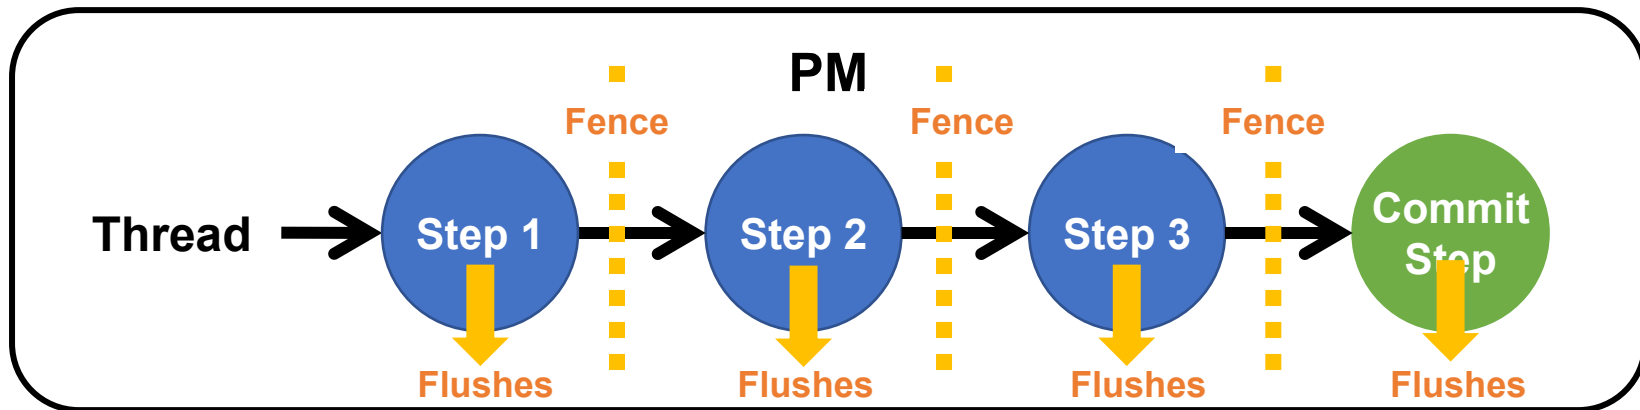 PM
Fence
Fence
Fence
Thread
Step 1
Step 2
Step 3
Commit
Step
Flushes
Flushes
Flushes
Flushes